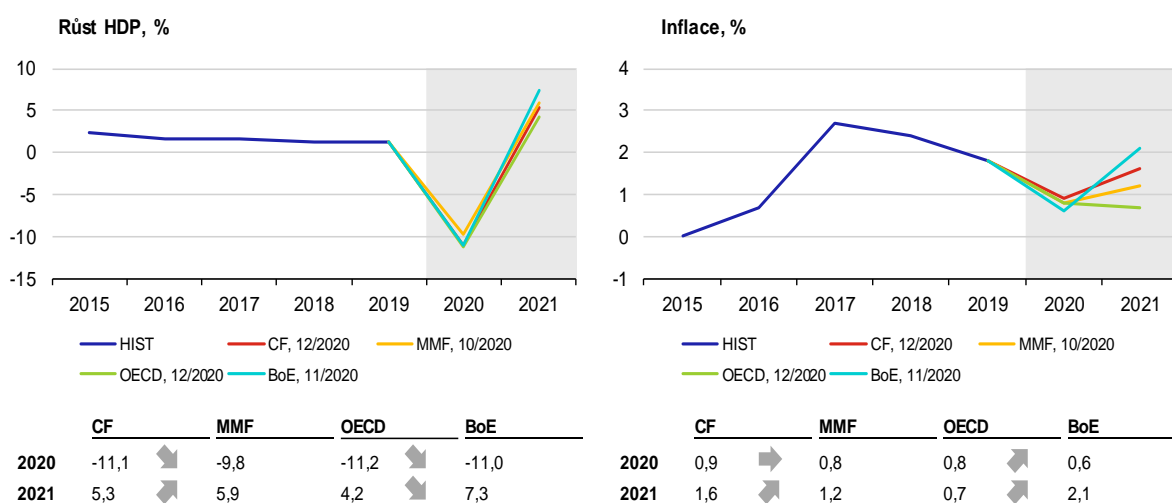 Růst HDP, %
10
5
0
-5
-10
-15
2015 2016 2017 2018 2019 2020 2021
HIST CF, 12/2020 MMF, 10/2020
OECD, 12/2020 BoE, 11/2020
CF MMF OECD BoE
2020 -11,1 -9,8 -11,2 -11,0
2021 5,3 5,9 4,2 7,3
Inflace, %
4
3
2
1
0
-1
2015 2016 2017 2018 2019 2020 2021
HIST CF, 12/2020 MMF, 10/2020
OECD, 12/2020 BoE, 11/2020
CF MMF OECD BoE
2020 0,9 0,8 0,8 0,6
2021 1,6 1,2 0,7 2,1